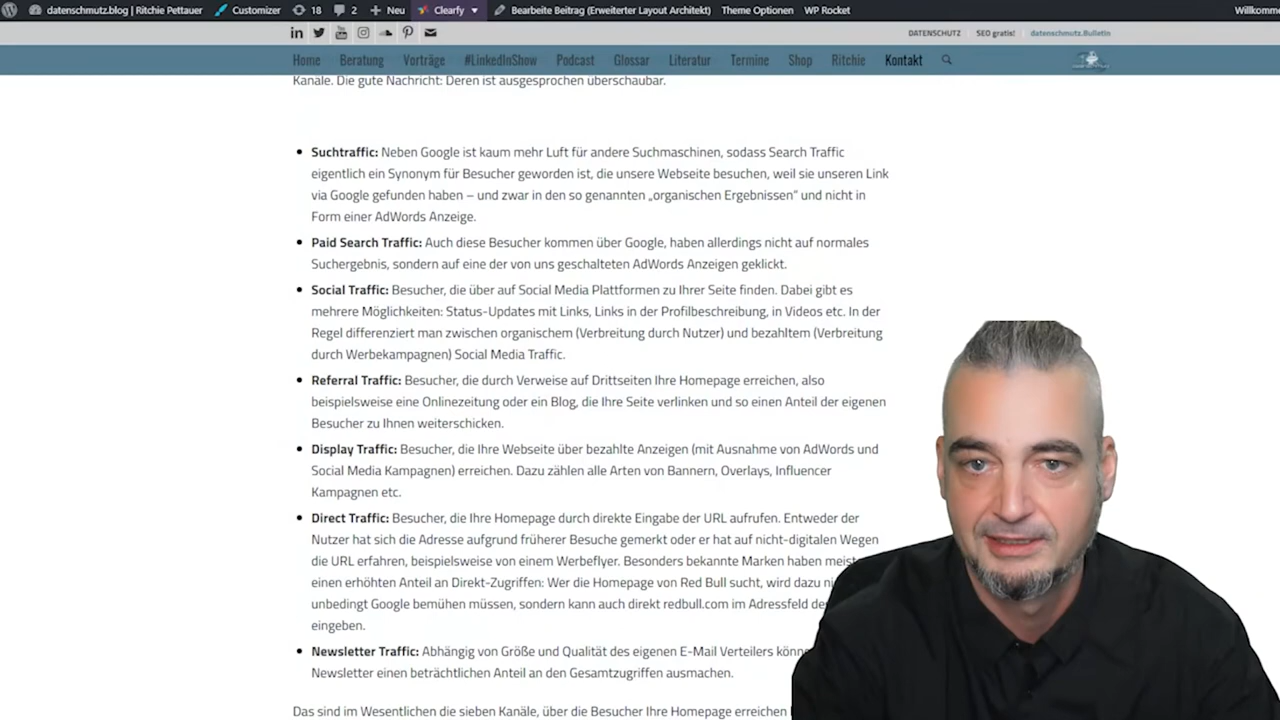 datenschmutz.blog | Ritchie Pettauer Customizer 18 2 Neu Clearfy Bearbeite Beitrag (Erweiterter Layout Architekt) Theme Optionen WP Rocket
DATENSCHUTZ SEO gratis! datenschmutz.Bulletin
Home Beratung Vorträge #LinkedInShow Podcast Glossar Literatur Termine Shop Ritchie Kontakt
Kanäle. Die gute Nachricht: Deren ist ausgesprochen überschaubar.
Suchtraffic: Neben Google ist kaum mehr Luft für andere Suchmaschinen, sodass Search Traffic
eigentlich ein Synonym für Besucher geworden ist, die unsere Webseite besuchen, weil sie unseren Link
via Google gefunden haben – und zwar in den so genannten „organischen Ergebnissen“ und nicht in
Form einer AdWords Anzeige.
Paid Search Traffic: Auch diese Besucher kommen über Google, haben allerdings nicht auf normales
Suchergebnis, sondern auf eine der von uns geschalteten AdWords Anzeigen geklickt.
Social Traffic: Besucher, die über auf Social Media Plattformen zu Ihrer Seite finden. Dabei gibt es
mehrere Möglichkeiten: Status-Updates mit Links, Links in der Profilbeschreibung, in Videos etc. In der
Regel differenziert man zwischen organischem (Verbreitung durch Nutzer) und bezahltem (Verbreitung
durch Werbekampagnen) Social Media Traffic.
Referral Traffic: Besucher, die durch Verweise auf Drittseiten Ihre Homepage erreichen, also
beispielsweise eine Onlinezeitung oder ein Blog, die Ihre Seite verlinken und so einen Anteil der eigenen
Besucher zu Ihnen weiterschicken.
Display Traffic: Besucher, die Ihre Webseite über bezahlte Anzeigen (mit Ausnahme von AdWords und
Social Media Kampagnen) erreichen. Dazu zählen alle Arten von Bannern, Overlays, Influencer
Kampagnen etc.
Direct Traffic: Besucher, die Ihre Homepage durch direkte Eingabe der URL aufrufen. Entweder der
Nutzer hat sich die Adresse aufgrund früherer Besuche gemerkt oder er hat auf nicht-digitalen Wegen
die URL erfahren, beispielsweise von einem Werbeflyer. Besonders bekannte Marken haben
einen erhöhten Anteil an Direkt-Zugriffen: Wer die Homepage von Red Bull sucht, wird dazu
unbedingt Google bemühen müssen, sondern kann auch direkt redbull.com im Adressfeld
eingeben.
Newsletter Traffic: Abhängig von Größe und Qualität des eigenen E-Mail Verteilers
Newsletter einen beträchtlichen Anteil an den Gesamtzugriffen ausmachen.
Das sind im Wesentlichen die sieben Kanäle, über die Besucher Ihre Homepage erreichen